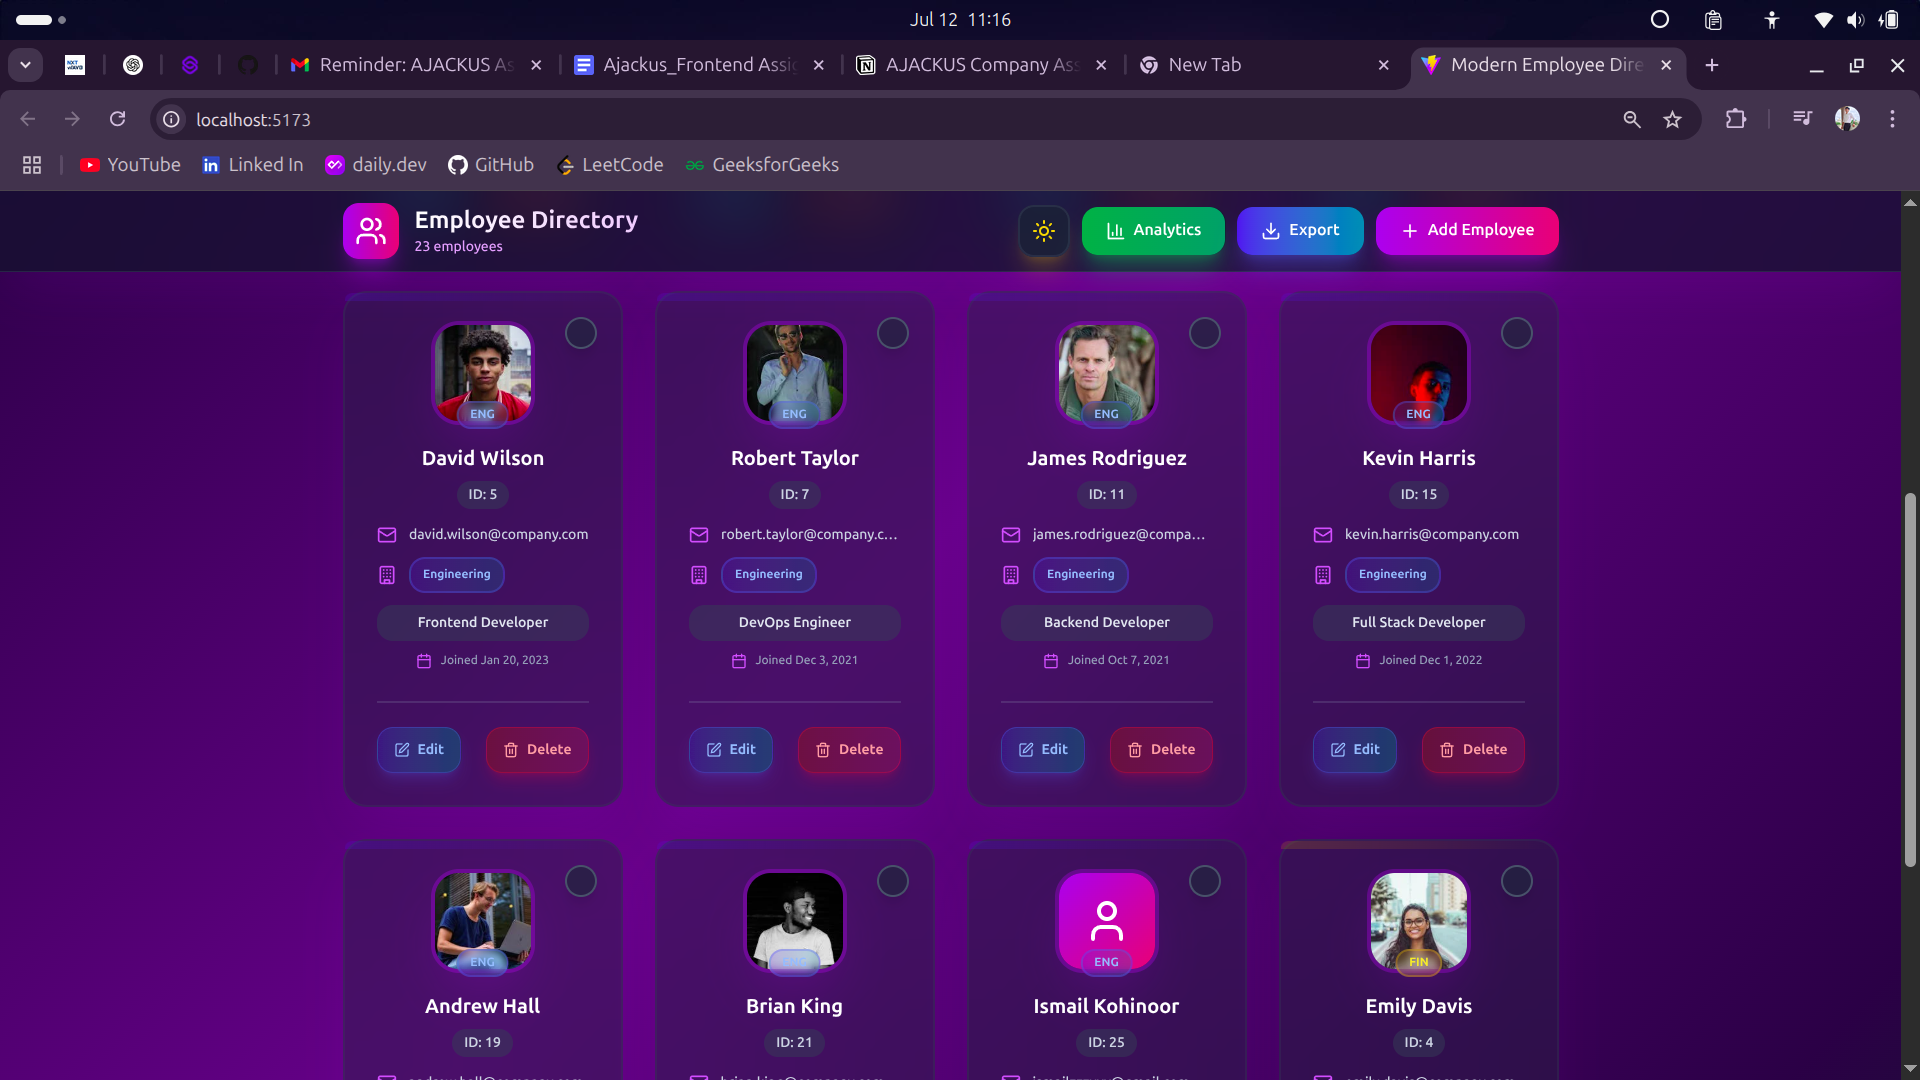 Jul 12 11:16
Reminder: AJACKUS As
Ajackus_Frontend Assig
AJACKUS Company Ass
New Tab
Modern Employee Dire
localhost:5173
YouTube
Linked In
daily.dev
GitHub
LeetCode
GeeksforGeeks
Employee Directory
23 employees
Analytics
Export
Add Employee
ENG
David Wilson
ID: 5
david.wilson@company.com
Engineering
Frontend Developer
Joined Jan 20, 2023
Edit
Delete
ENG
Robert Taylor
ID: 7
robert.taylor@company.c...
Engineering
DevOps Engineer
Joined Dec 3, 2021
Edit
Delete
ENG
James Rodriguez
ID: 11
james.rodriguez@compa...
Engineering
Backend Developer
Joined Oct 7, 2021
Edit
Delete
ENG
Kevin Harris
ID: 15
kevin.harris@company.com
Engineering
Full Stack Developer
Joined Dec 1, 2022
Edit
Delete
ENG
Andrew Hall
ID: 19
ENG
Brian King
ID: 21
ENG
Ismail Kohinoor
ID: 25
FIN
Emily Davis
ID: 4